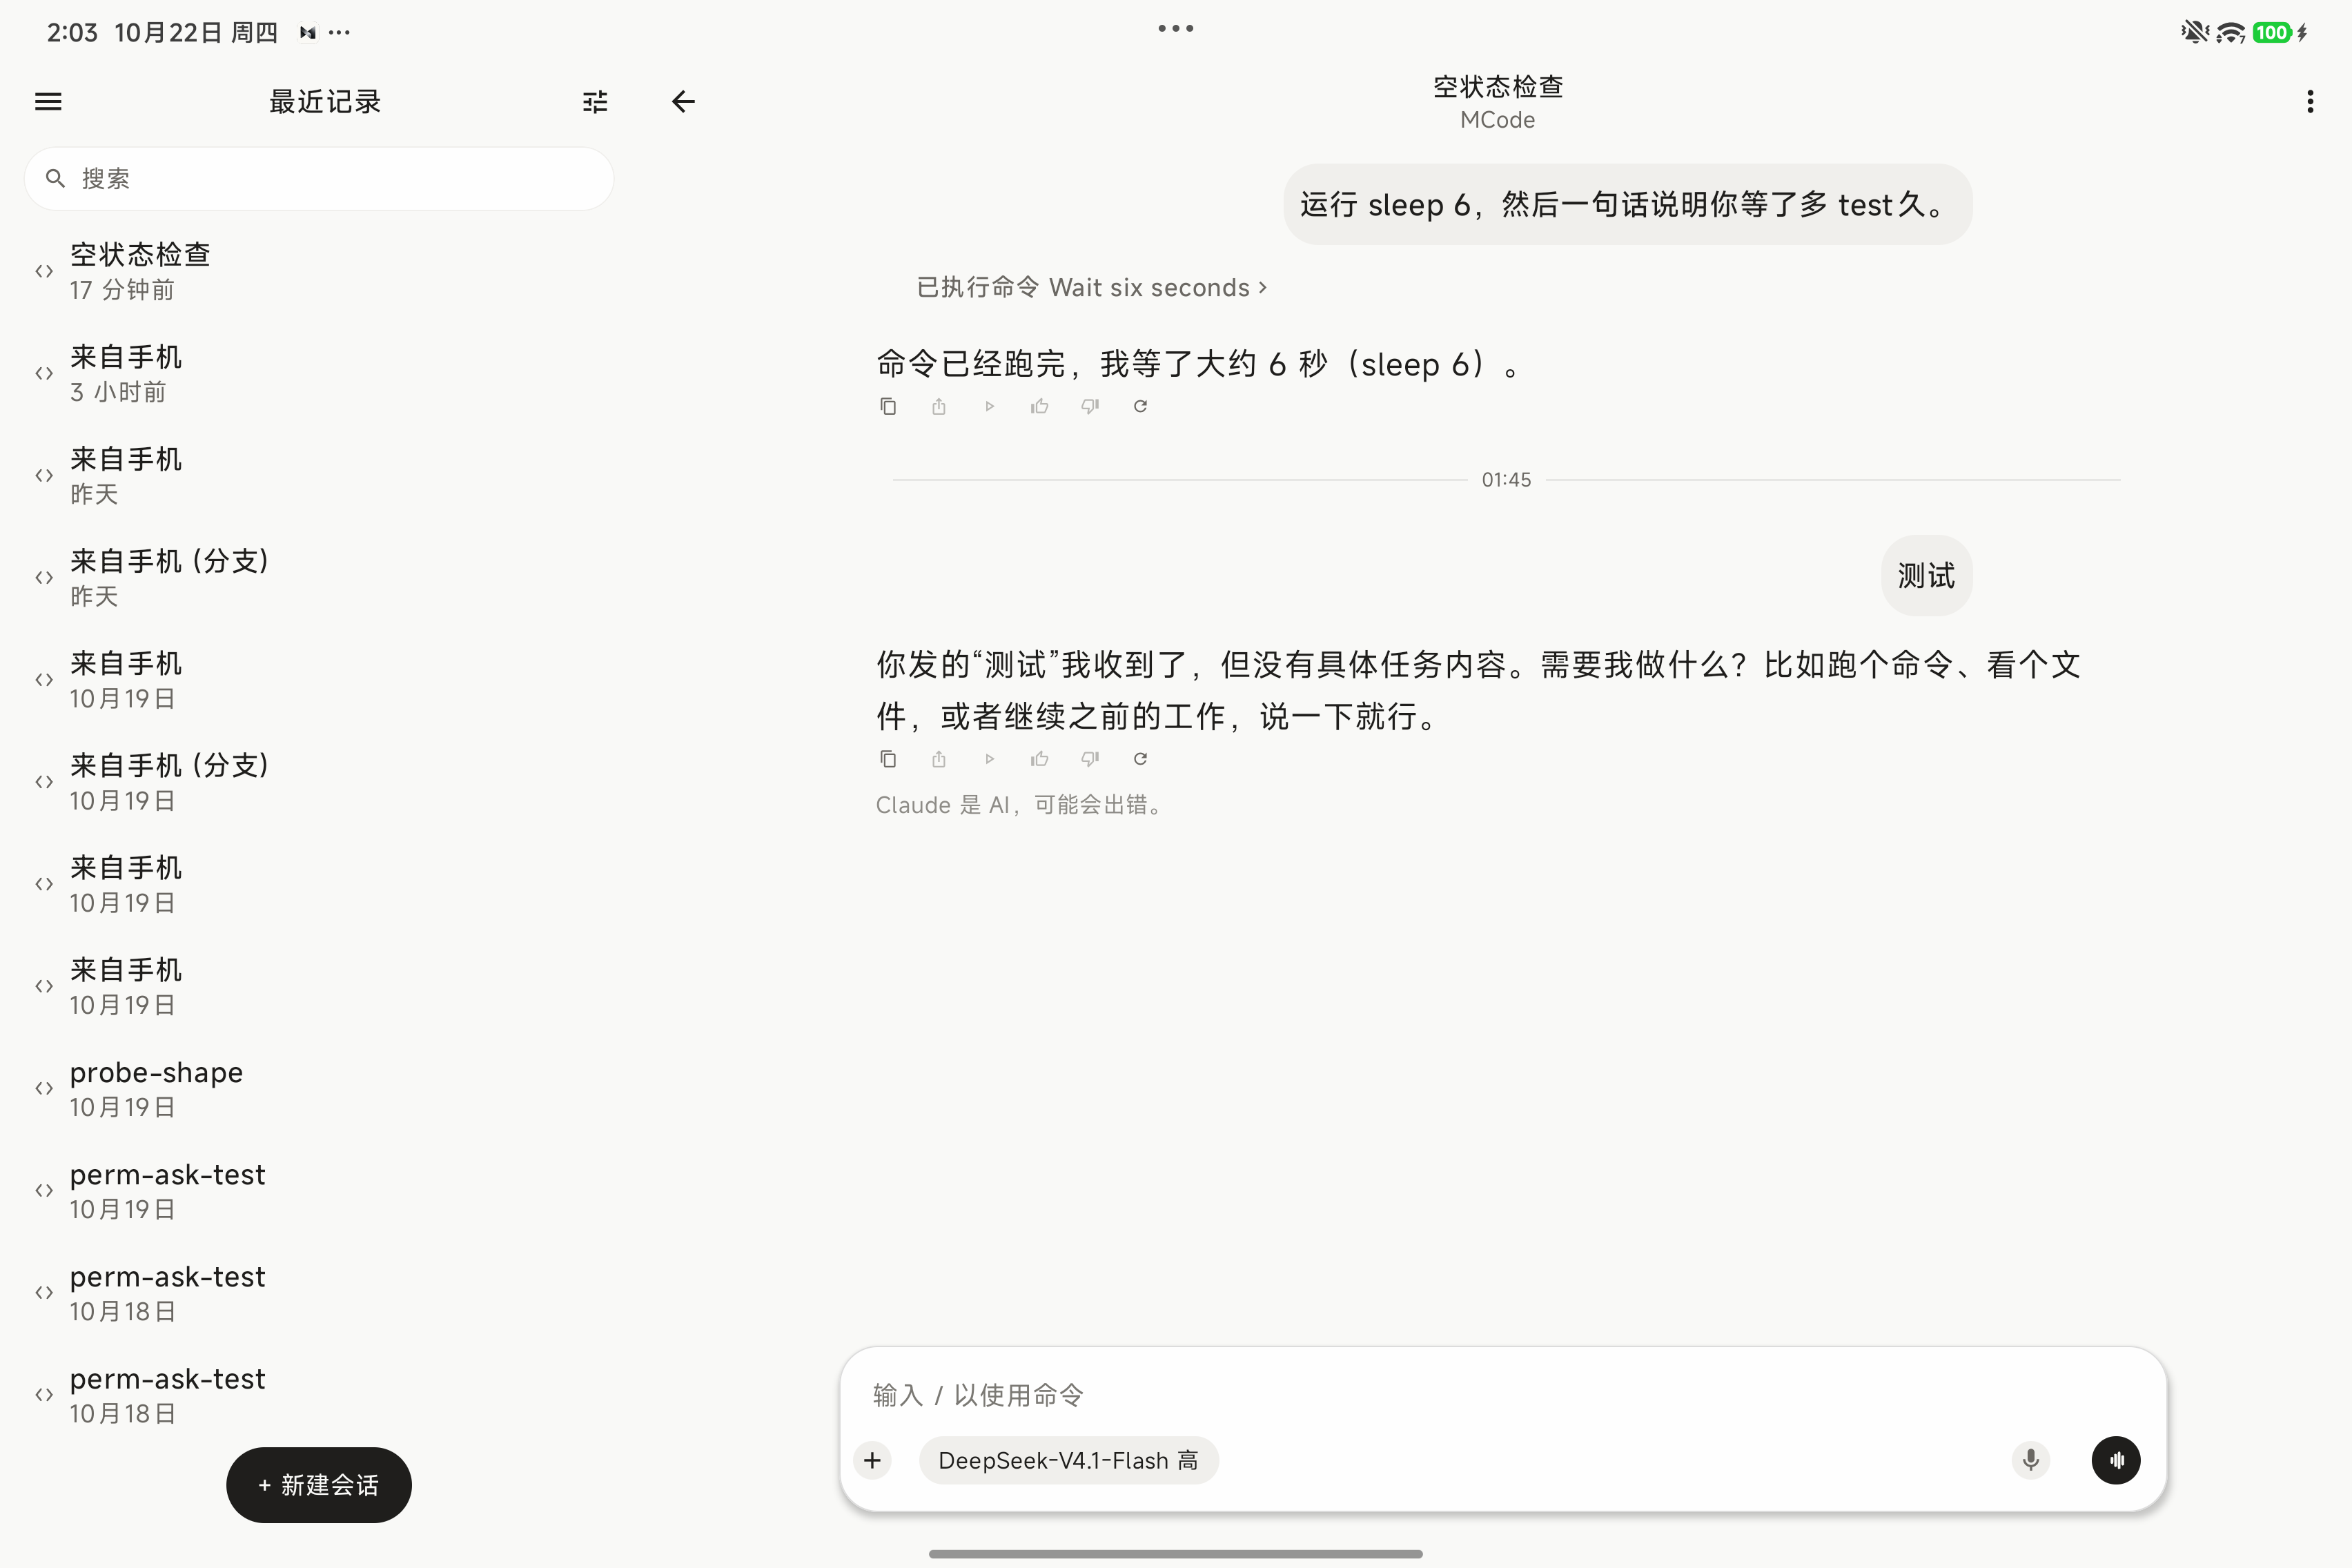 2:03 10月22日 周四
100
最近记录
搜索
空状态检查
17 分钟前
来自手机
3 小时前
来自手机
昨天
来自手机 (分支)
昨天
来自手机
10月19日
来自手机 (分支)
10月19日
来自手机
10月19日
来自手机
10月19日
probe-shape
10月19日
perm-ask-test
10月19日
perm-ask-test
10月18日
perm-ask-test
10月18日
+ 新建会话
空状态检查
MCode
运行 sleep 6，然后一句话说明你等了多 test久。
已执行命令 Wait six seconds ›
命令已经跑完，我等了大约 6 秒（sleep 6）。
01:45
测试
你发的“测试”我收到了，但没有具体任务内容。需要我做什么？比如跑个命令、看个文
件，或者继续之前的工作，说一下就行。
Claude 是 AI，可能会出错。
输入 / 以使用命令
DeepSeek-V4.1-Flash 高